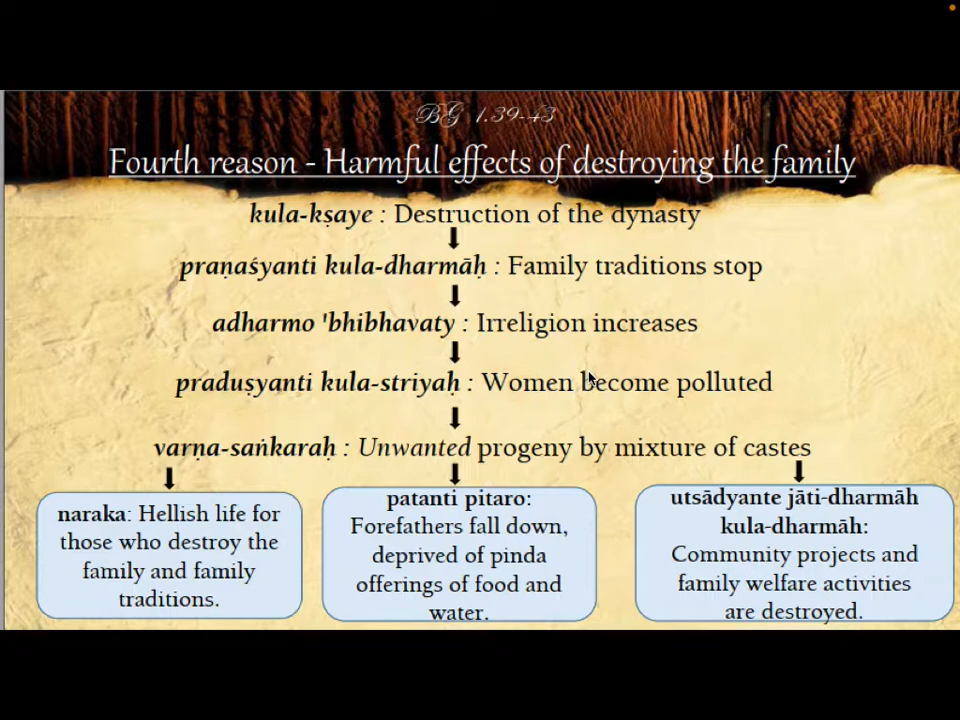 BG 1.39-43
Fourth reason - Harmful effects of destroying the family
kula-kṣaye : Destruction of the dynasty
praṇaśyanti kula-dharmāḥ : Family traditions stop
adharmo 'bhibhavaty : Irreligion increases
praduṣyanti kula-striyaḥ : Women become polluted
varṇa-saṅkaraḥ : Unwanted progeny by mixture of castes
naraka: Hellish life for
those who destroy the
family and family
traditions.
patanti pitaro:
Forefathers fall down,
deprived of pinda
offerings of food and
water.
utsādyante jāti-dharmāh
kula-dharmāh:
Community projects and
family welfare activities
are destroyed.